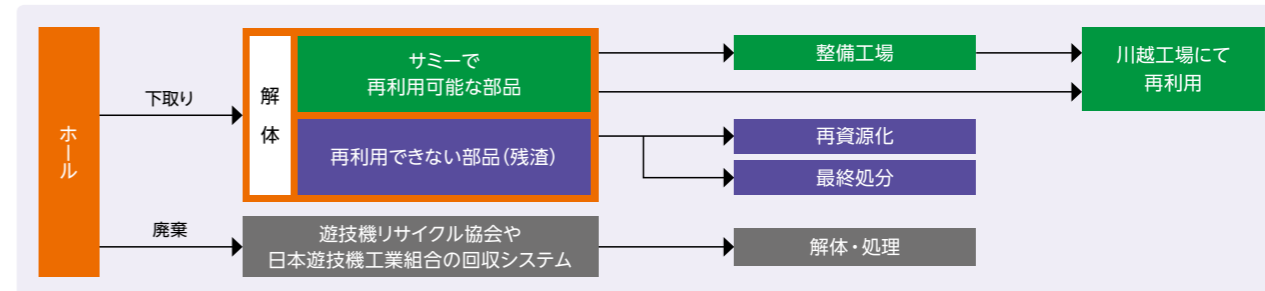 ホール
下取り
解体
サミーで
再利用可能な部品
整備工場
川越工場にて
再利用
再利用できない部品（残渣）
再資源化
最終処分
廃棄
遊技機リサイクル協会や
日本遊技機工業組合の回収システム
解体・処理